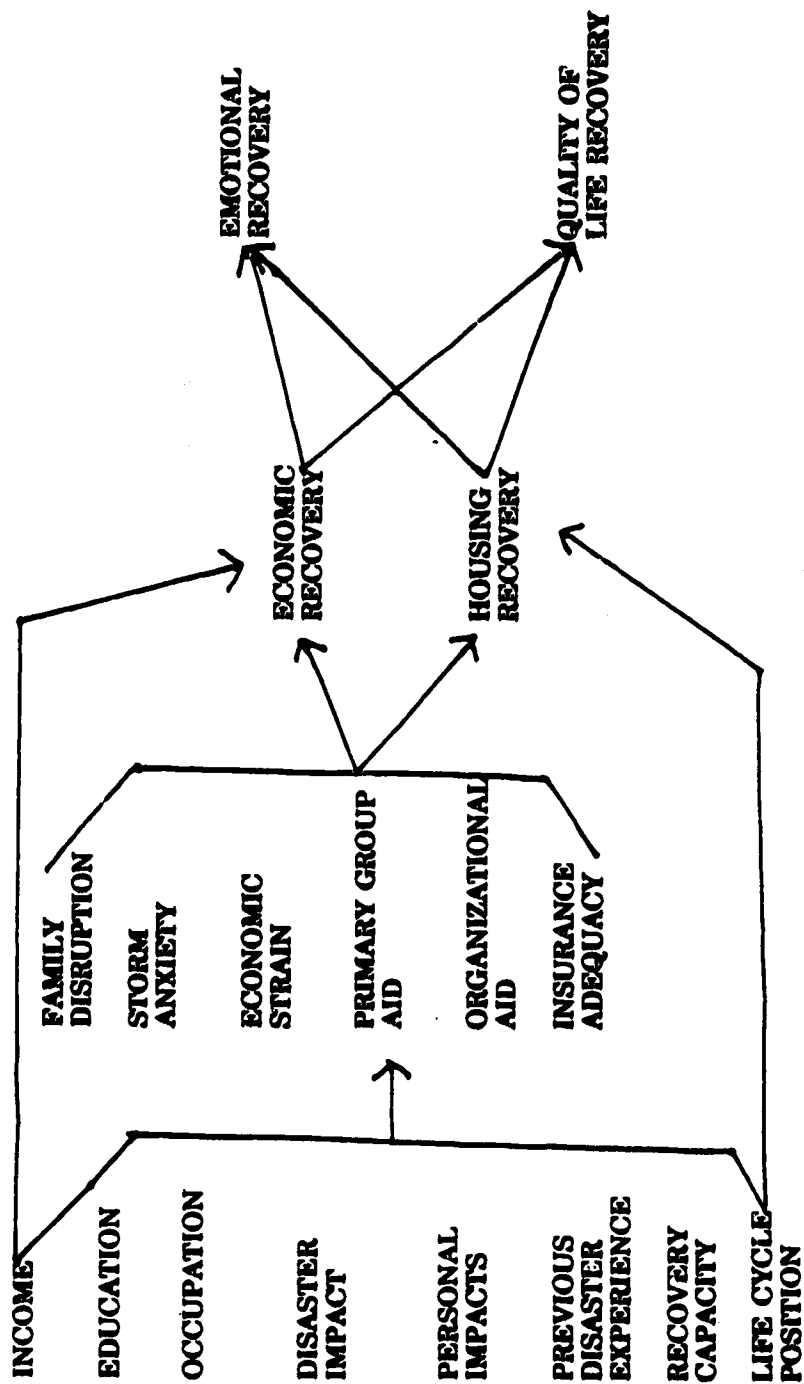 INCOME
EDUCATION
OCCUPATION
DISASTER
IMPACT
PERSONAL
IMPACTS
PREVIOUS
DISASTER
EXPERIENCE
RECOVERY
CAPACITY
LIFE CYCLE
POSITION
FAMILY
DISRUPTION
STORM
ANXIETY
ECONOMIC
STRAIN
PRIMARY GROUP
AID
ORGANIZATIONAL
AID
INSURANCE
ADEQUACY
ECONOMIC
RECOVERY
HOUSING
RECOVERY
EMOTIONAL
RECOVERY
QUALITY OF
LIFE RECOVERY